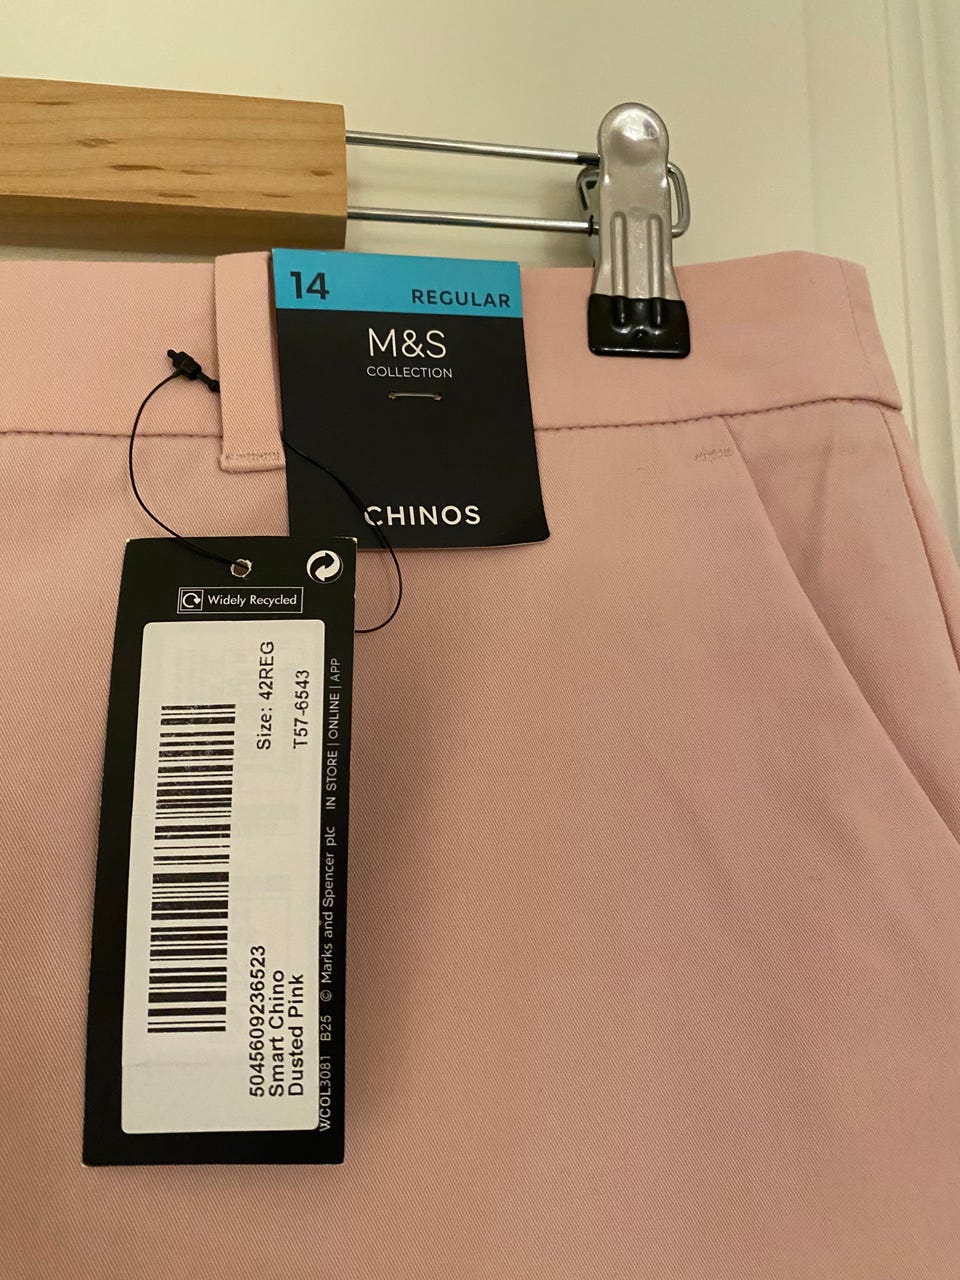 14
REGULAR
M&S
COLLECTION
CHINOS
Widely Recycled
Size: 42REG
T57-6543
5045609236523
Smart Chino
Dusted Pink
WCOL3081 B25 © Marks and Spencer plc IN STORE | ONLINE | APP